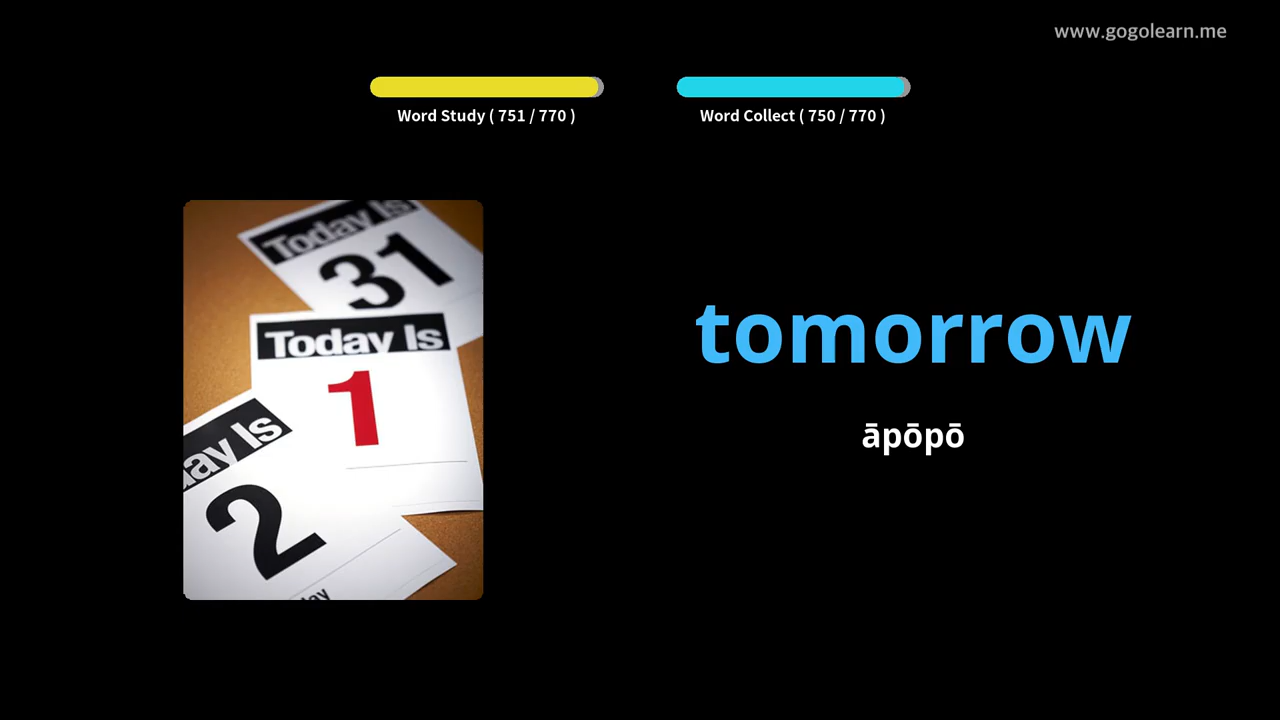 www.gogolearn.me
Word Study ( 751 / 770 )
Word Collect ( 750 / 770 )
Today Is
31
Today Is
1
ay Is
2
tomorrow
āpōpō